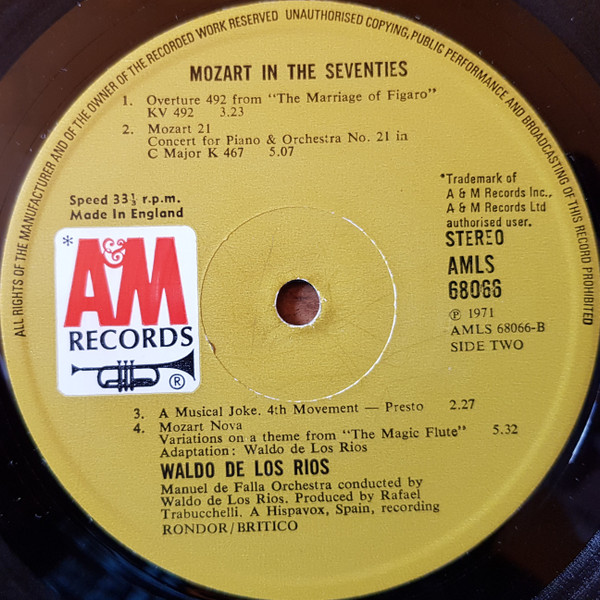 ALL RIGHTS OF THE MANUFACTURER AND OF THE OWNER OF THE RECORDED WORK RESERVED UNAUTHORISED COPYING, PUBLIC PERFORMANCE AND BROADCASTING OF THIS RECORD PROHIBITED
MOZART IN THE SEVENTIES
1. Overture 492 from "The Marriage of Figaro"
KV 492 3.23
2. Mozart 21
Concert for Piano & Orchestra No. 21 in
C Major K 467 5.07
Speed 33⅓ r.p.m.
Made In England
*Trademark of
A & M Records Inc.,
A & M Records Ltd
authorised user.
STEREO
AMLS
68066
℗ 1971
AMLS 68066-B
SIDE TWO
*
A&M
RECORDS
®
3. A Musical Joke. 4th Movement — Presto 2.27
4. Mozart Nova
Variations on a theme from "The Magic Flute" 5.32
Adaptation: Waldo de Los Rios
WALDO DE LOS RIOS
Manuel de Falla Orchestra conducted by
Waldo de Los Rios. Produced by Rafael
Trabucchelli. A Hispavox, Spain, recording
RONDOR/BRITICO